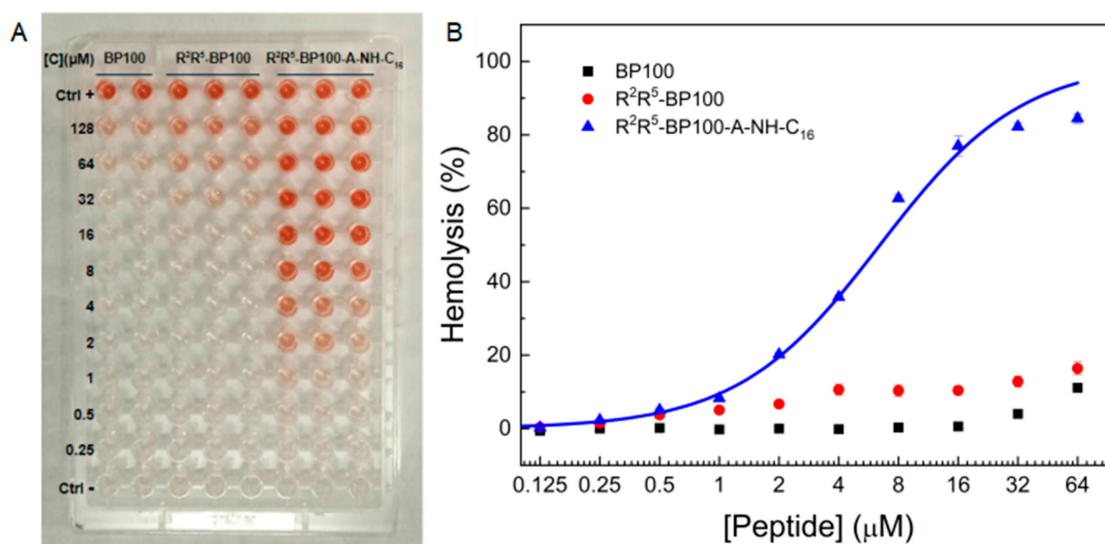 A
[C](μM) BP100 R²R⁵-BP100 R²R⁵-BP100-A-NH-C₁₆
Ctrl +
128
64
32
16
8
4
2
1
0.5
0.25
Ctrl -
B
Hemolysis (%)
100
80
60
40
20
0
BP100
R²R⁵-BP100
R²R⁵-BP100-A-NH-C₁₆
0.125 0.25 0.5 1 2 4 8 16 32 64
[Peptide] (μM)